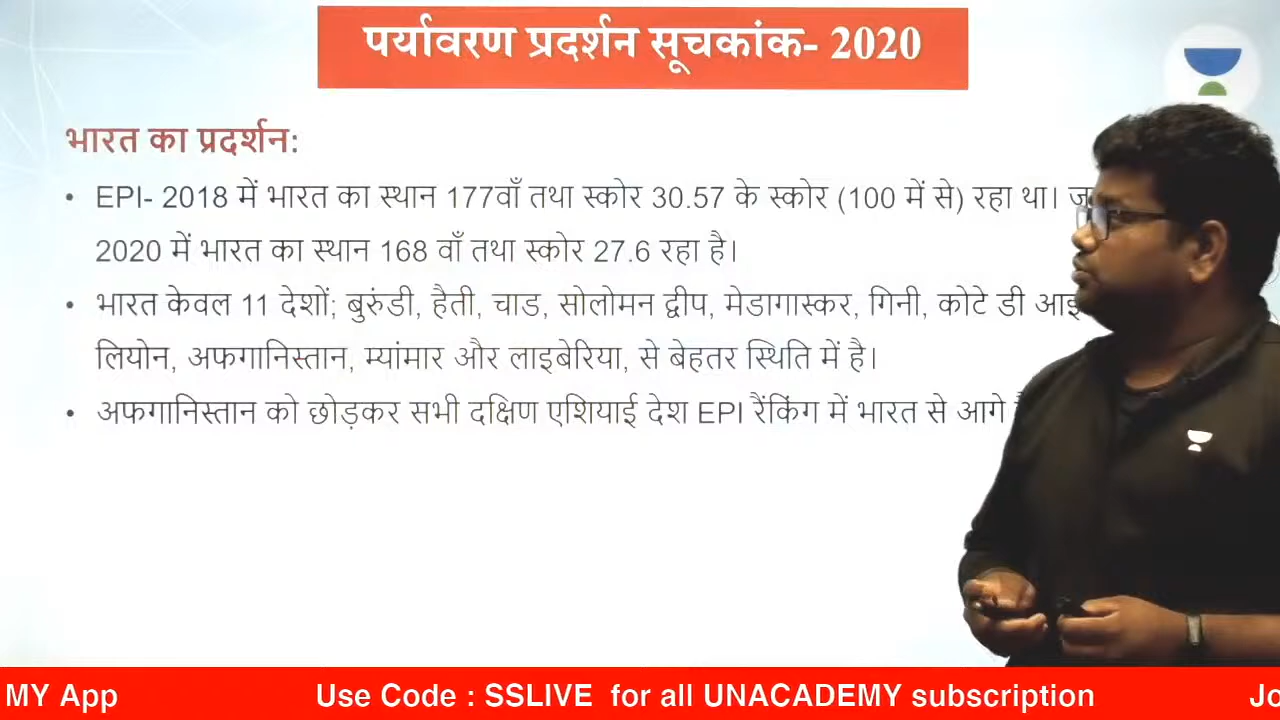 पर्यावरण प्रदर्शन सूचकांक- 2020
भारत का प्रदर्शन:
• EPI- 2018 में भारत का स्थान 177वाँ तथा स्कोर 30.57 के स्कोर (100 में से) रहा था।
2020 में भारत का स्थान 168 वाँ तथा स्कोर 27.6 रहा है।
• भारत केवल 11 देशों; बुरुंडी, हैती, चाड, सोलोमन द्वीप, मेडागास्कर, गिनी, कोटे डी
लियोन, अफगानिस्तान, म्यांमार और लाइबेरिया, से बेहतर स्थिति में है।
• अफगानिस्तान को छोड़कर सभी दक्षिण एशियाई देश EPI रैंकिंग में भारत से आगे
MY App Use Code : SSLIVE for all UNACADEMY subscription